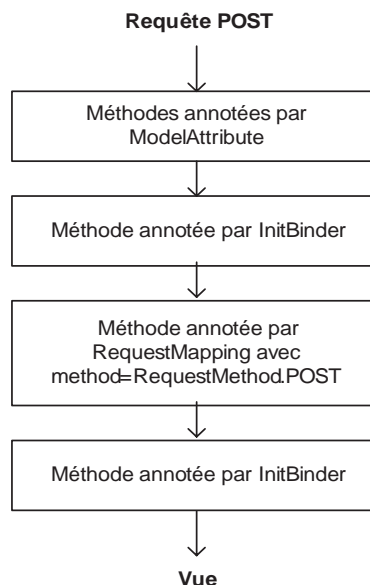 Requête POST
Méthodes annotées par
ModelAttribute
Méthode annotée par InitBinder
Méthode annotée par
RequestMapping avec
method=RequestMethod.POST
Méthode annotée par InitBinder
Vue